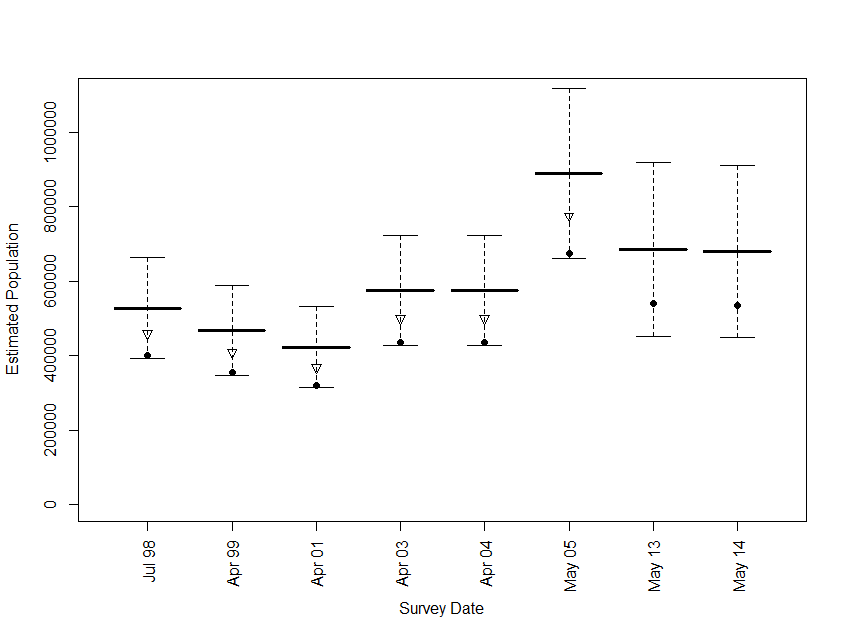 Estimated Population
1000000
800000
600000
400000
200000
0
Jul 98
Apr 99
Apr 01
Apr 03
Apr 04
May 05
May 13
May 14
Survey Date